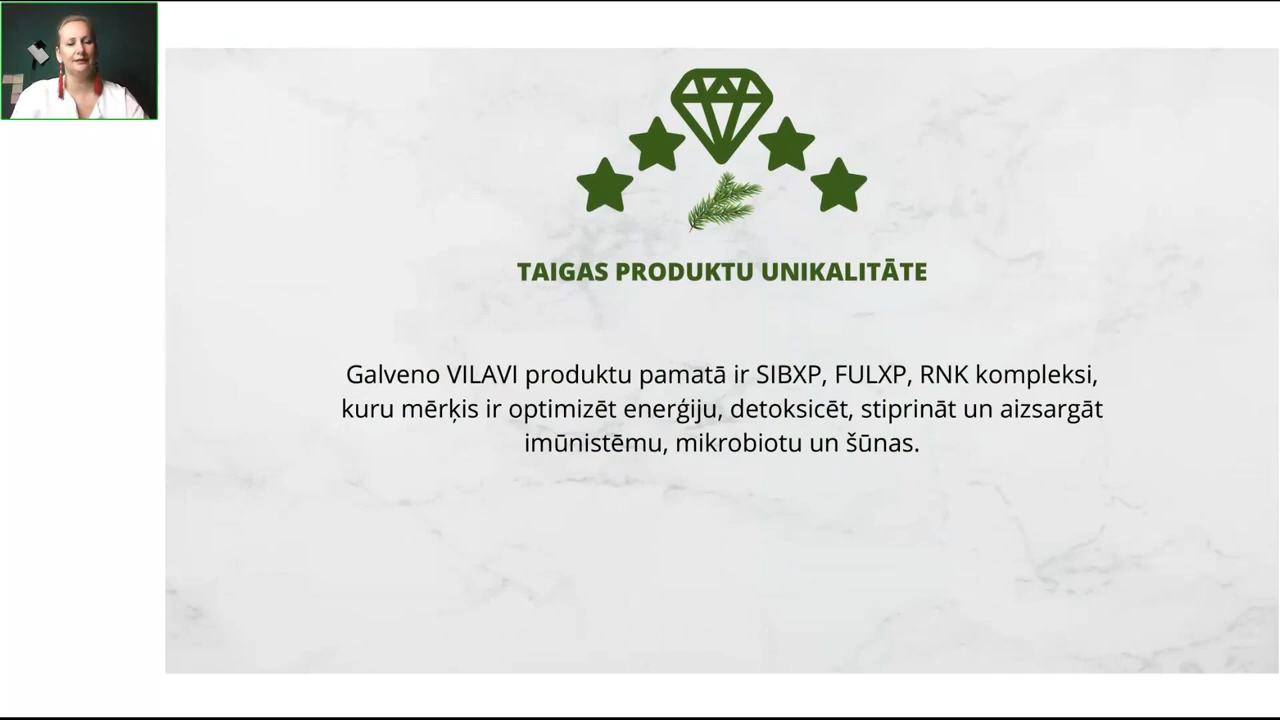 TAIGAS PRODUKTU UNIKALITĀTE
Galveno VILAVI produktu pamatā ir SIBXP, FULXP, RNK kompleksi,
kuru mērķis ir optimizēt enerģiju, detoksicēt, stiprināt un aizsargāt
imūnistēmu, mikrobiotu un šūnas.